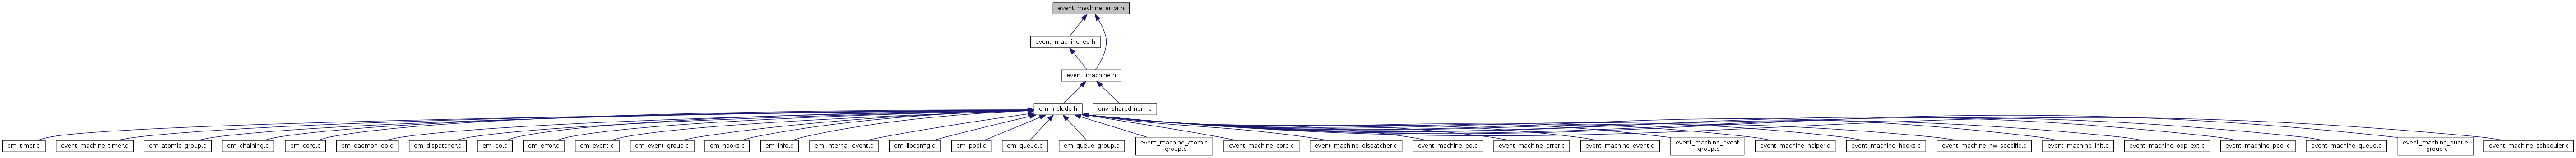 event_machine_error.h
event_machine_eo.h
event_machine.h
em_include.h
env_sharedmem.c
em_timer.c
event_machine_timer.c
em_atomic_group.c
em_chaining.c
em_core.c
em_daemon_eo.c
em_dispatcher.c
em_eo.c
em_error.c
em_event.c
em_event_group.c
em_hooks.c
em_info.c
em_internal_event.c
em_libconfig.c
em_pool.c
em_queue.c
em_queue_group.c
event_machine_atomic
_group.c
event_machine_core.c
event_machine_dispatcher.c
event_machine_eo.c
event_machine_error.c
event_machine_event.c
event_machine_event
_group.c
event_machine_helper.c
event_machine_hooks.c
event_machine_hw_specific.c
event_machine_init.c
event_machine_odp_ext.c
event_machine_pool.c
event_machine_queue.c
event_machine_queue
_group.c
event_machine_scheduler.c